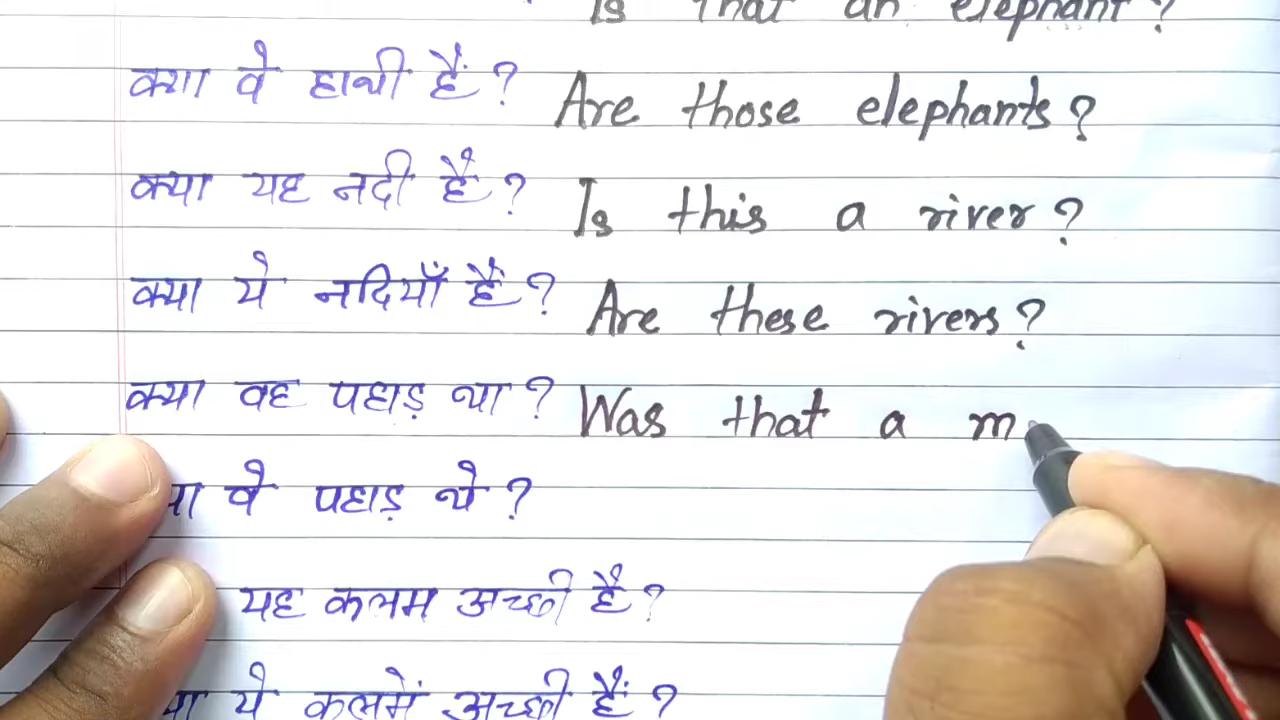 Is that an elephant?
क्या वे हाथी हैं? Are those elephants?
क्या यह नदी है? Is this a river?
क्या ये नदियाँ हैं? Are these rivers?
क्या वह पहाड़ था? Was that a m
या वे पहाड़ थे?
यह कलम अच्छी है?
या ये कलमें अच्छी हैं?